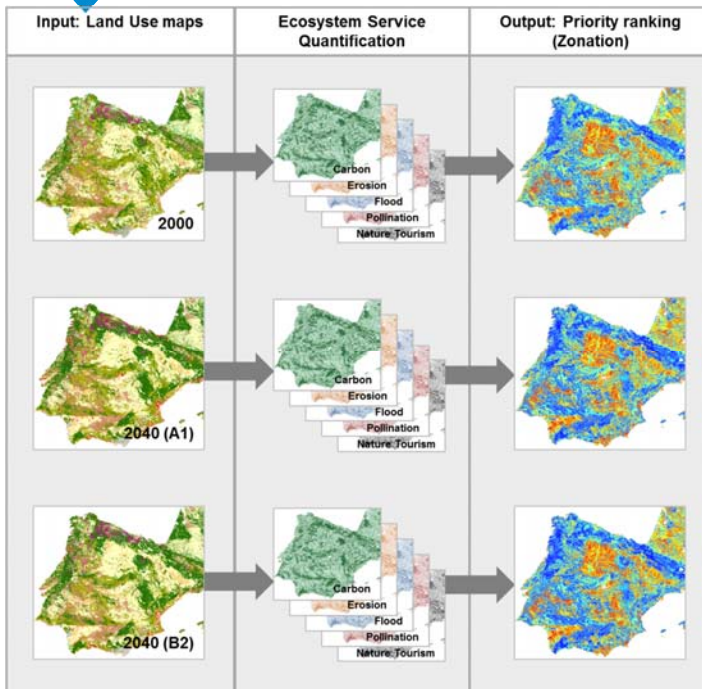 Input: Land Use maps
Ecosystem Service
Quantification
Output: Priority ranking
(Zonation)
2000
Carbon
Erosion
Flood
Pollination
Nature Tourism
2040 (A1)
Carbon
Erosion
Flood
Pollination
Nature Tourism
2040 (B2)
Carbon
Erosion
Flood
Pollination
Nature Tourism